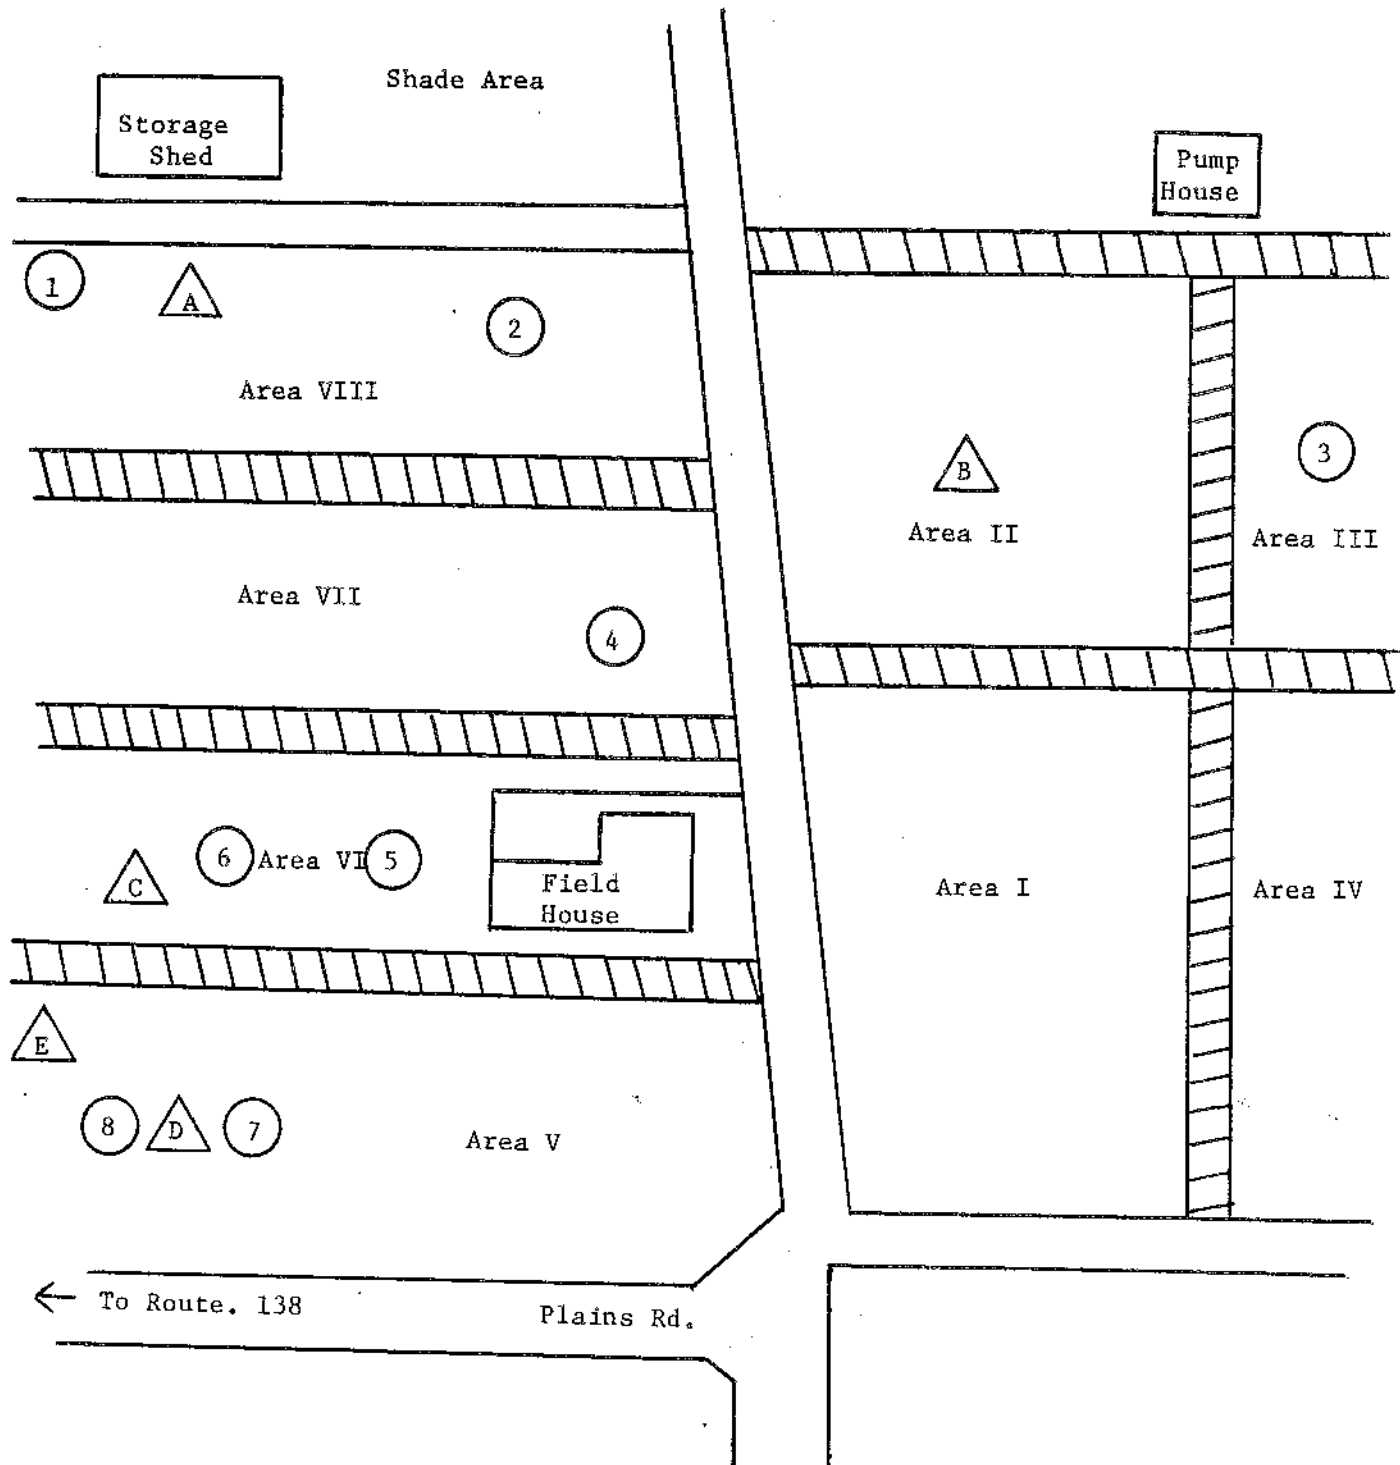 Shade Area
Storage
Shed
Pump
House
1
A
2
Area VIII
3
B
Area II
Area III
Area VII
4
6
Area VI
5
C
Field
House
Area I
Area IV
E
8
D
7
Area V
To Route. 138
Plains Rd.